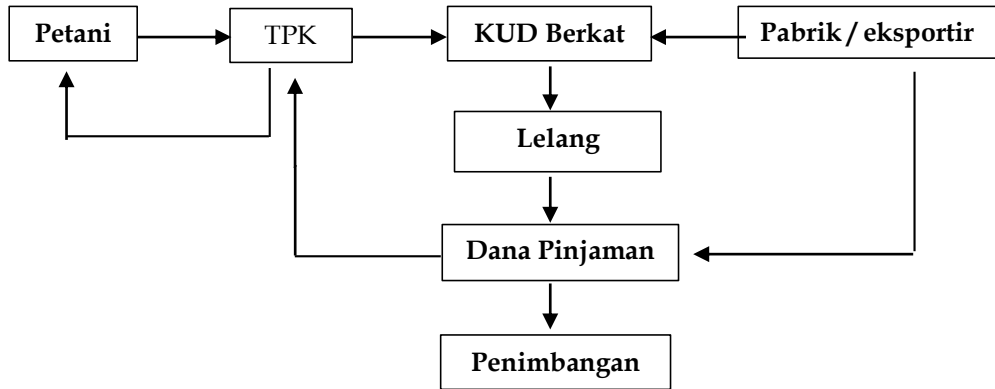 Petani
TPK
KUD Berkat
Pabrik / eksportir
Lelang
Dana Pinjaman
Penimbangan